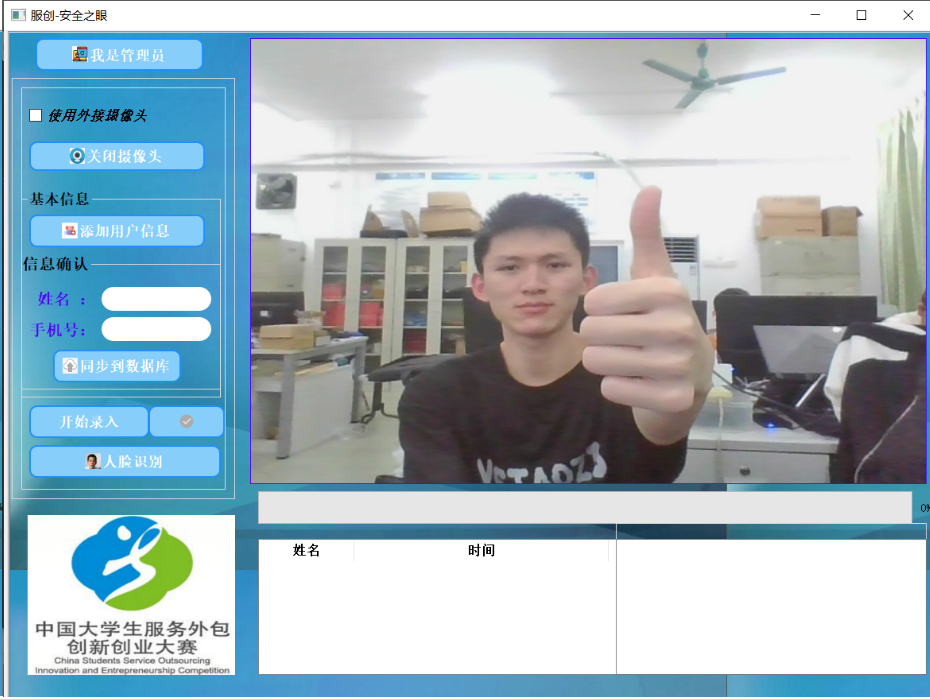 服创-安全之眼
我是管理员
使用外接摄像头
关闭摄像头
基本信息
添加用户信息
信息确认
姓名 ：
手机号：
同步到数据库
开始录入
人脸识别
姓名 时间
中国大学生服务外包
创新创业大赛
China Students Service Outsourcing
Innovation and Entrepreneurship Competition